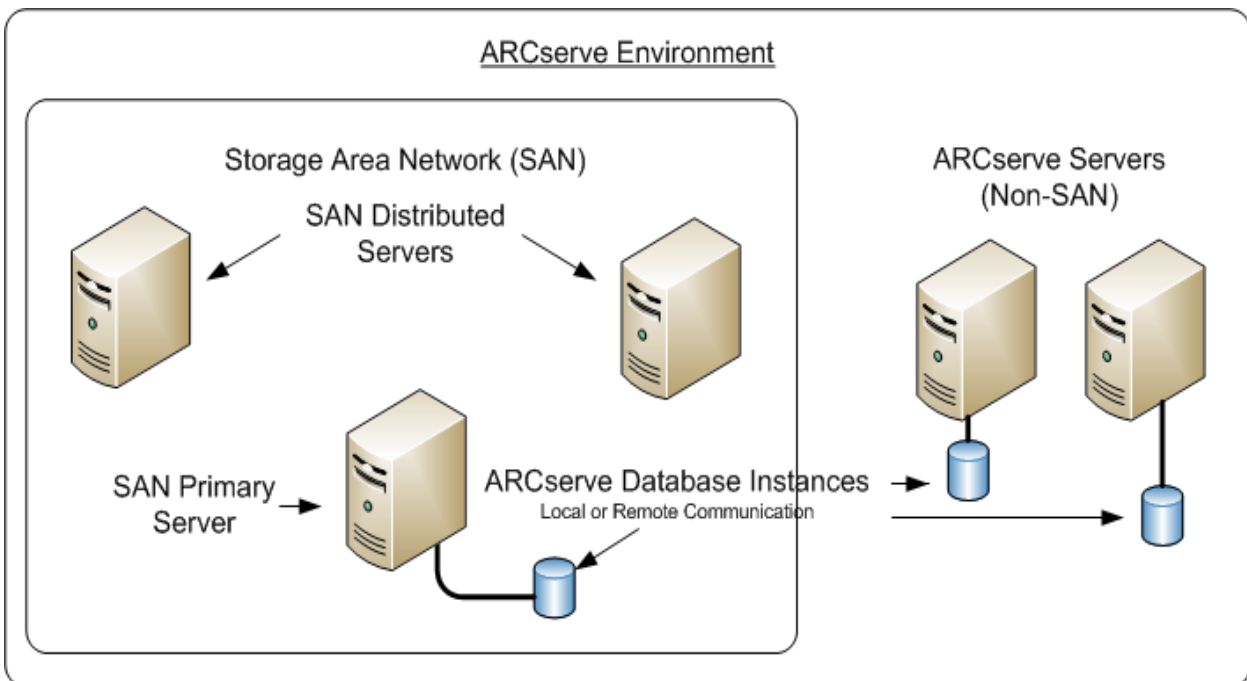 ARCserve Environment
Storage Area Network (SAN)
SAN Distributed
Servers
ARCserve Servers
(Non-SAN)
SAN Primary
Server
ARCserve Database Instances
Local or Remote Communication